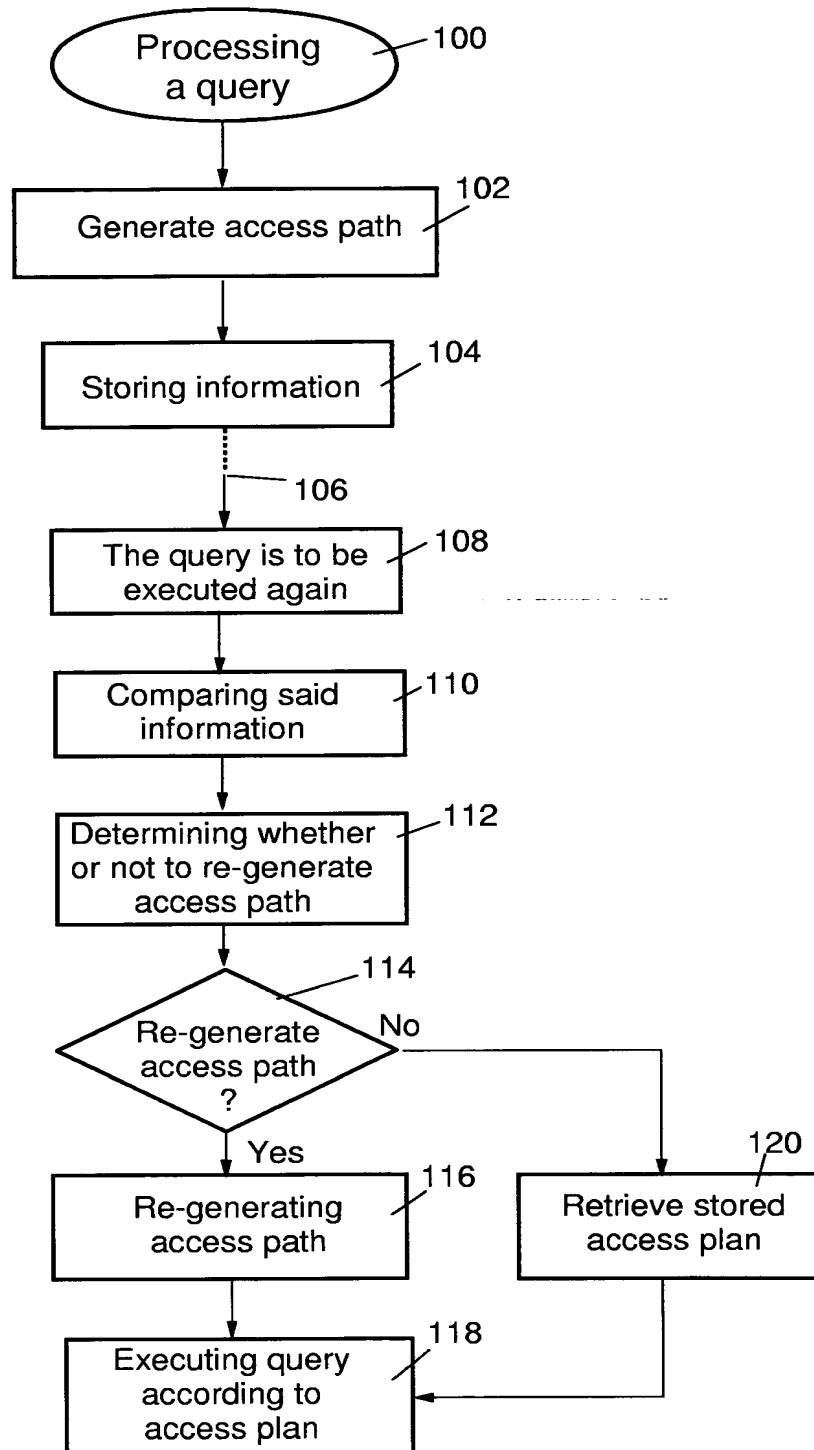 Processing
a query
100
102
Generate access path
104
Storing information
106
108
The query is to be
executed again
110
Comparing said
information
112
Determining whether
or not to re-generate
access path
114
Re-generate
access path
?
No
Yes
116
Re-generating
access path
120
Retrieve stored
access plan
118
Executing query
according to
access plan